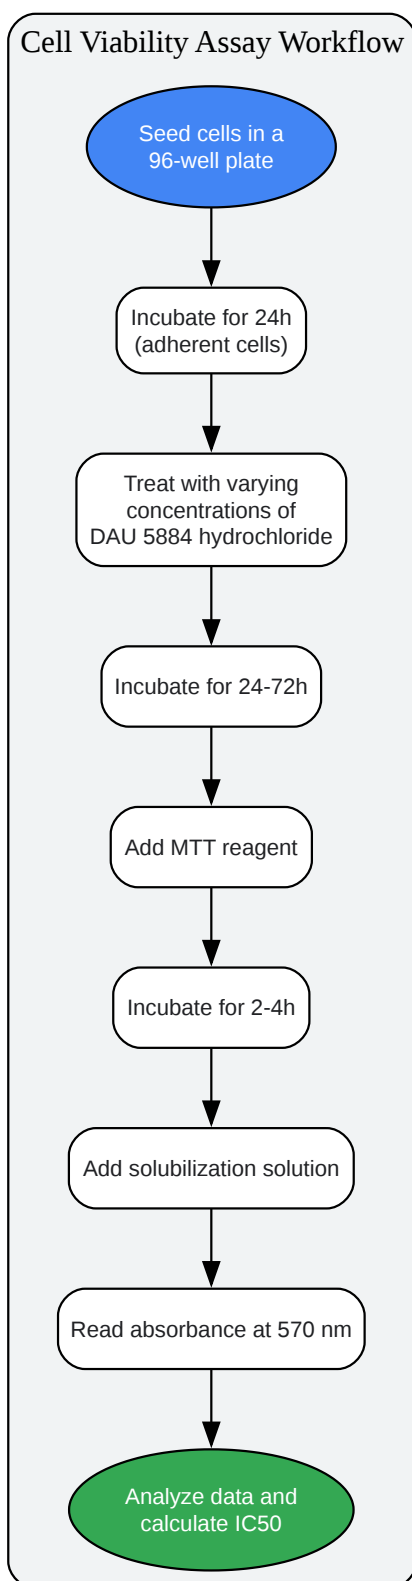 Cell Viability Assay Workflow
Seed cells in a
96-well plate
Incubate for 24h
(adherent cells)
Treat with varying
concentrations of
DAU 5884 hydrochloride
Incubate for 24-72h
Add MTT reagent
Incubate for 2-4h
Add solubilization solution
Read absorbance at 570 nm
Analyze data and
calculate IC50